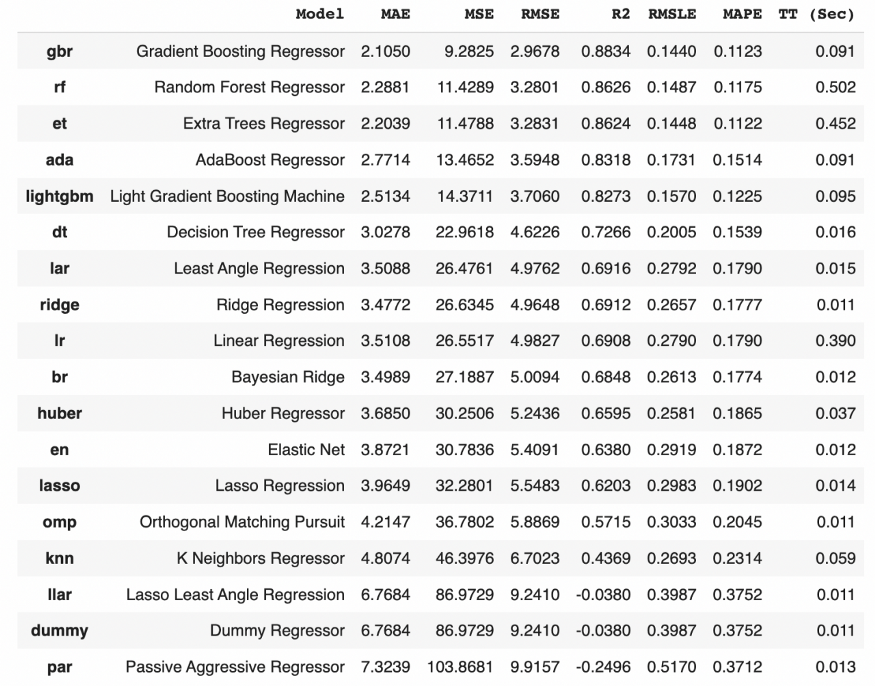 Model MAE MSE RMSE R2 RMSLE MAPE TT (Sec)
gbr Gradient Boosting Regressor 2.1050 9.2825 2.9678 0.8834 0.1440 0.1123 0.091
rf Random Forest Regressor 2.2881 11.4289 3.2801 0.8626 0.1487 0.1175 0.502
et Extra Trees Regressor 2.2039 11.4788 3.2831 0.8624 0.1448 0.1122 0.452
ada AdaBoost Regressor 2.7714 13.4652 3.5948 0.8318 0.1731 0.1514 0.091
lightgbm Light Gradient Boosting Machine 2.5134 14.3711 3.7060 0.8273 0.1570 0.1225 0.095
dt Decision Tree Regressor 3.0278 22.9618 4.6226 0.7266 0.2005 0.1539 0.016
lar Least Angle Regression 3.5088 26.4761 4.9762 0.6916 0.2792 0.1790 0.015
ridge Ridge Regression 3.4772 26.6345 4.9648 0.6912 0.2657 0.1777 0.011
lr Linear Regression 3.5108 26.5517 4.9827 0.6908 0.2790 0.1790 0.390
br Bayesian Ridge 3.4989 27.1887 5.0094 0.6848 0.2613 0.1774 0.012
huber Huber Regressor 3.6850 30.2506 5.2436 0.6595 0.2581 0.1865 0.037
en Elastic Net 3.8721 30.7836 5.4091 0.6380 0.2919 0.1872 0.012
lasso Lasso Regression 3.9649 32.2801 5.5483 0.6203 0.2983 0.1902 0.014
omp Orthogonal Matching Pursuit 4.2147 36.7802 5.8869 0.5715 0.3033 0.2045 0.011
knn K Neighbors Regressor 4.8074 46.3976 6.7023 0.4369 0.2693 0.2314 0.059
llar Lasso Least Angle Regression 6.7684 86.9729 9.2410 -0.0380 0.3987 0.3752 0.011
dummy Dummy Regressor 6.7684 86.9729 9.2410 -0.0380 0.3987 0.3752 0.011
par Passive Aggressive Regressor 7.3239 103.8681 9.9157 -0.2496 0.5170 0.3712 0.013